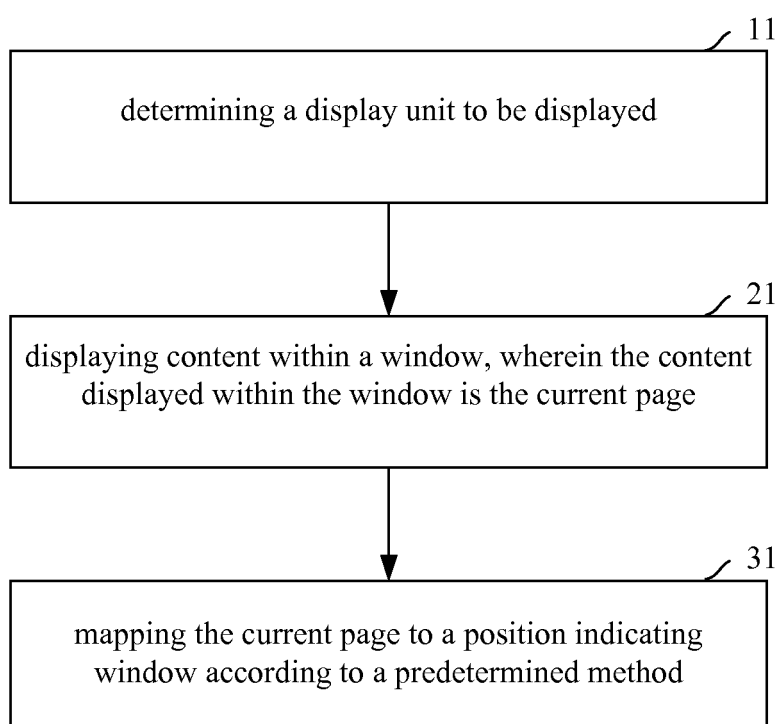 11
determining a display unit to be displayed
21
displaying content within a window, wherein the content
displayed within the window is the current page
31
mapping the current page to a position indicating
window according to a predetermined method